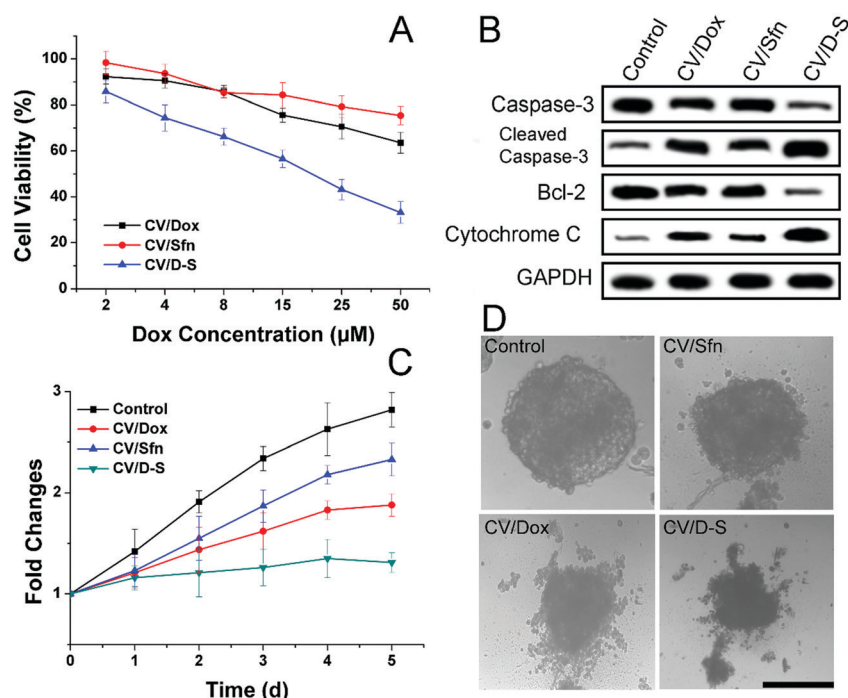 A
100
80
60
40
20
0
Cell Viability (%)
CV/Dox
CV/Sfn
CV/D-S
2 4 8 15 25 50
Dox Concentration (µM)
B
Control CV/Dox CV/Sfn CV/D-S
Caspase-3
Cleaved
Caspase-3
Bcl-2
Cytochrome C
GAPDH
C
3
2
1
Fold Changes
Control
CV/Dox
CV/Sfn
CV/D-S
0 1 2 3 4 5
Time (d)
D
Control CV/Sfn
CV/Dox CV/D-S